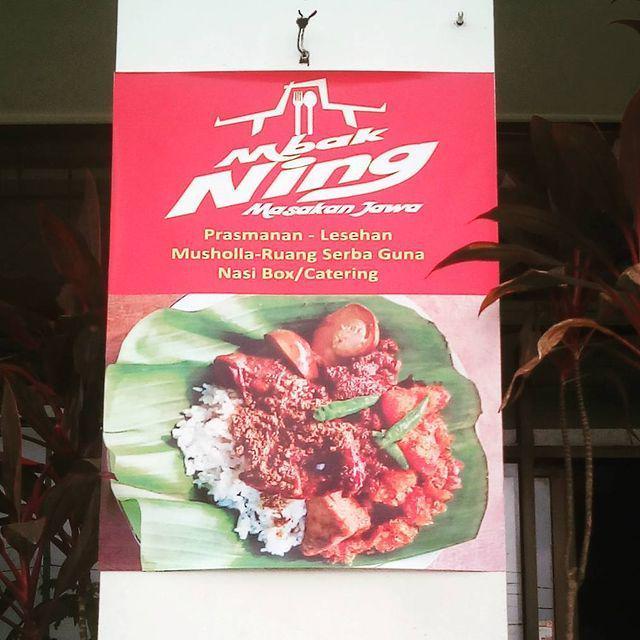 Mbak
Ning
Masakan Jawa
Prasmanan - Lesehan
Musholla-Ruang Serba Guna
Nasi Box/Catering